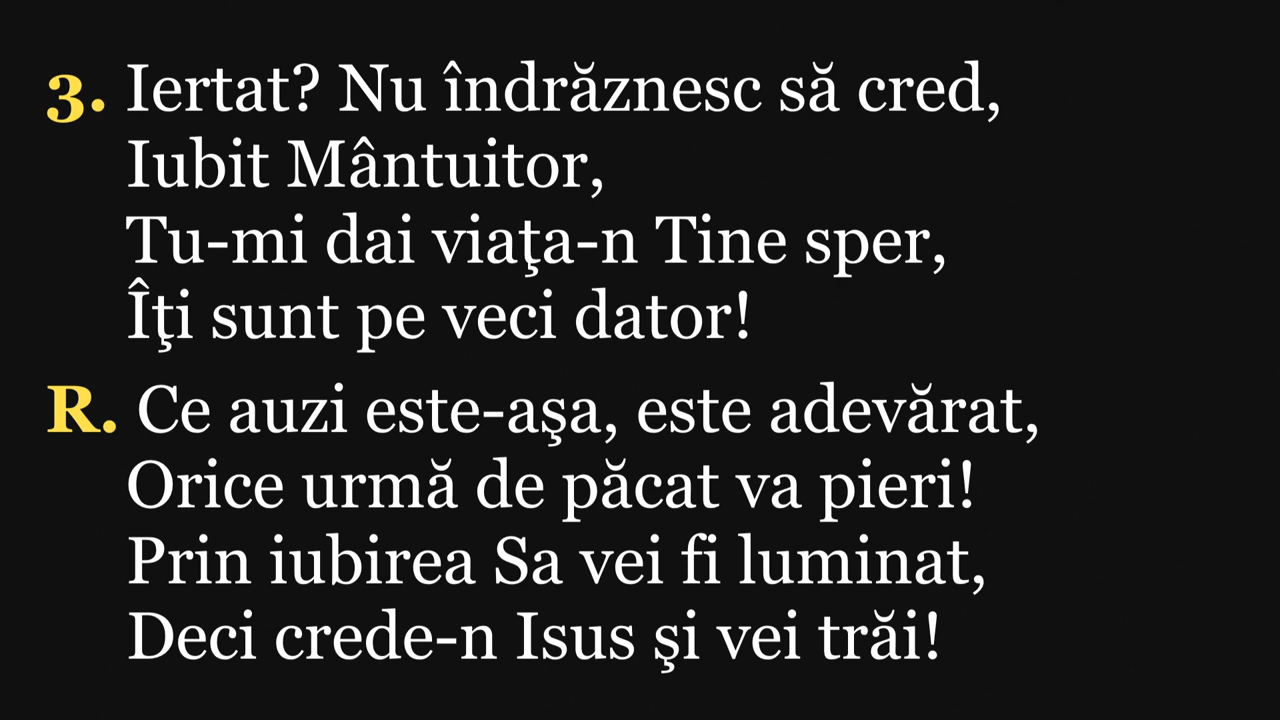 3. Iertat? Nu îndrăznesc să cred,
Iubit Mântuitor,
Tu-mi dai viaţa-n Tine sper,
Îţi sunt pe veci dator!
R. Ce auzi este-aşa, este adevărat,
Orice urmă de păcat va pieri!
Prin iubirea Sa vei fi luminat,
Deci crede-n Isus şi vei trăi!